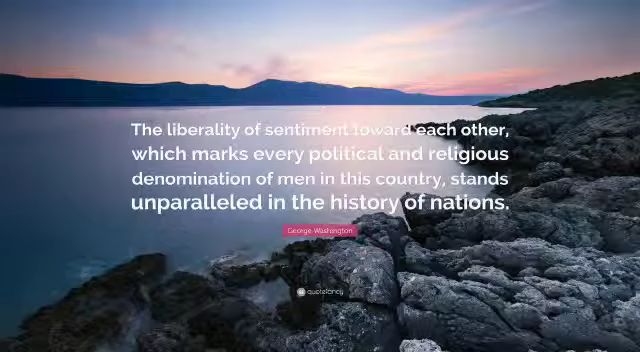 The liberality of sentiment toward each other,
which marks every political and religious
denomination of men in this country, stands
unparalleled in the history of nations.
George Washington
quotefancy